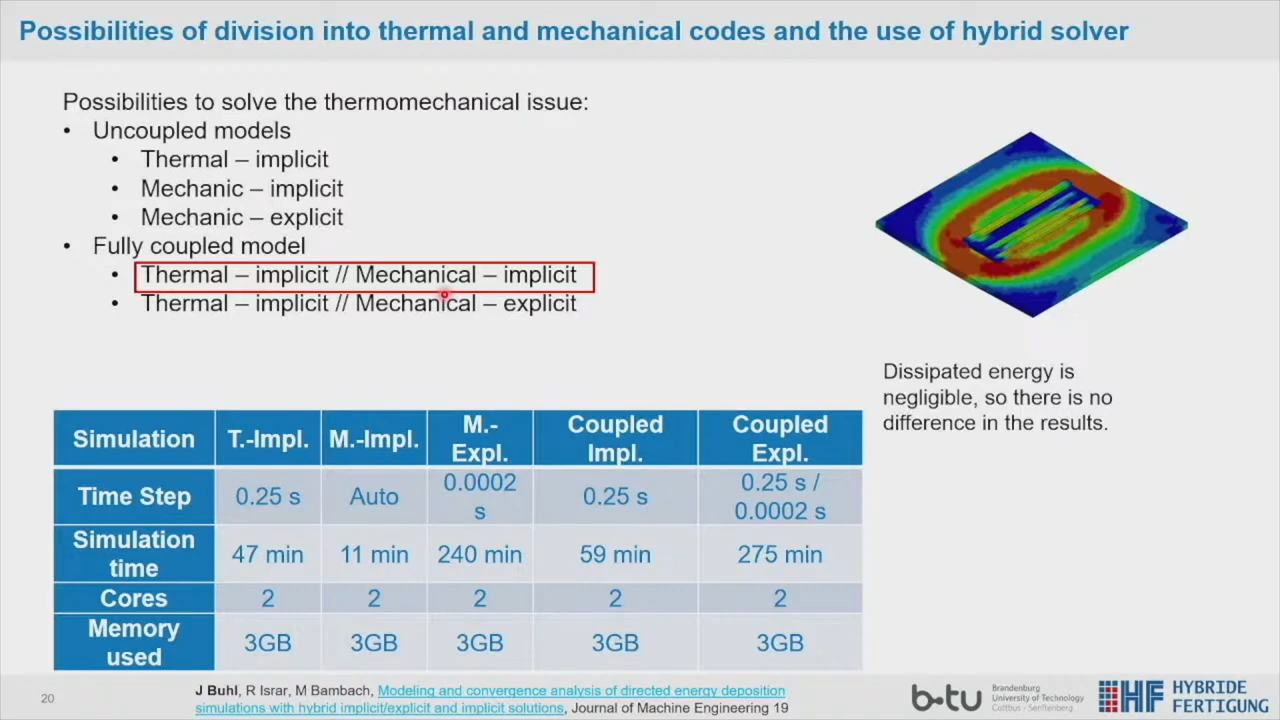 Possibilities of division into thermal and mechanical codes and the use of hybrid solver
Possibilities to solve the thermomechanical issue:
• Uncoupled models
• Thermal – implicit
• Mechanic – implicit
• Mechanic – explicit
• Fully coupled model
• Thermal – implicit // Mechanical – implicit
• Thermal – implicit // Mechanical – explicit
Dissipated energy is
negligible, so there is no
difference in the results.
Simulation T.-Impl. M.-Impl. M.- Expl. Coupled Impl. Coupled Expl.
Time Step 0.25 s Auto 0.0002 s 0.25 s 0.25 s / 0.0002 s
Simulation time 47 min 11 min 240 min 59 min 275 min
Cores 2 2 2 2 2
Memory used 3GB 3GB 3GB 3GB 3GB
20
J Buhl, R Israr, M Bambach, Modeling and convergence analysis of directed energy deposition
simulations with hybrid implicit/explicit and implicit solutions, Journal of Machine Engineering 19
b-tu
Brandenburg
University of Technology
Cottbus - Senftenberg
HF
HYBRIDE
FERTIGUNG